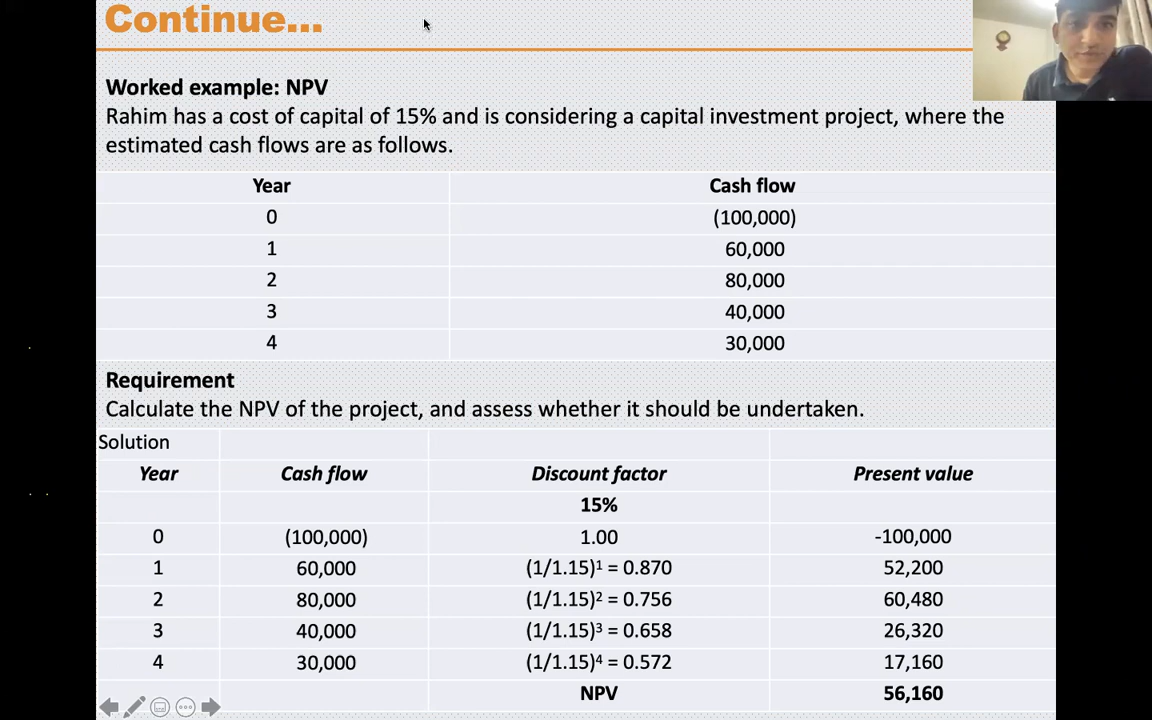 Continue...
Worked example: NPV
Rahim has a cost of capital of 15% and is considering a capital investment project, where the
estimated cash flows are as follows.
Year Cash flow
0 (100,000)
1 60,000
2 80,000
3 40,000
4 30,000
Requirement
Calculate the NPV of the project, and assess whether it should be undertaken.
Solution
Year Cash flow Discount factor Present value
15%
0 (100,000) 1.00 -100,000
1 60,000 (1/1.15)¹ = 0.870 52,200
2 80,000 (1/1.15)² = 0.756 60,480
3 40,000 (1/1.15)³ = 0.658 26,320
4 30,000 (1/1.15)⁴ = 0.572 17,160
NPV 56,160